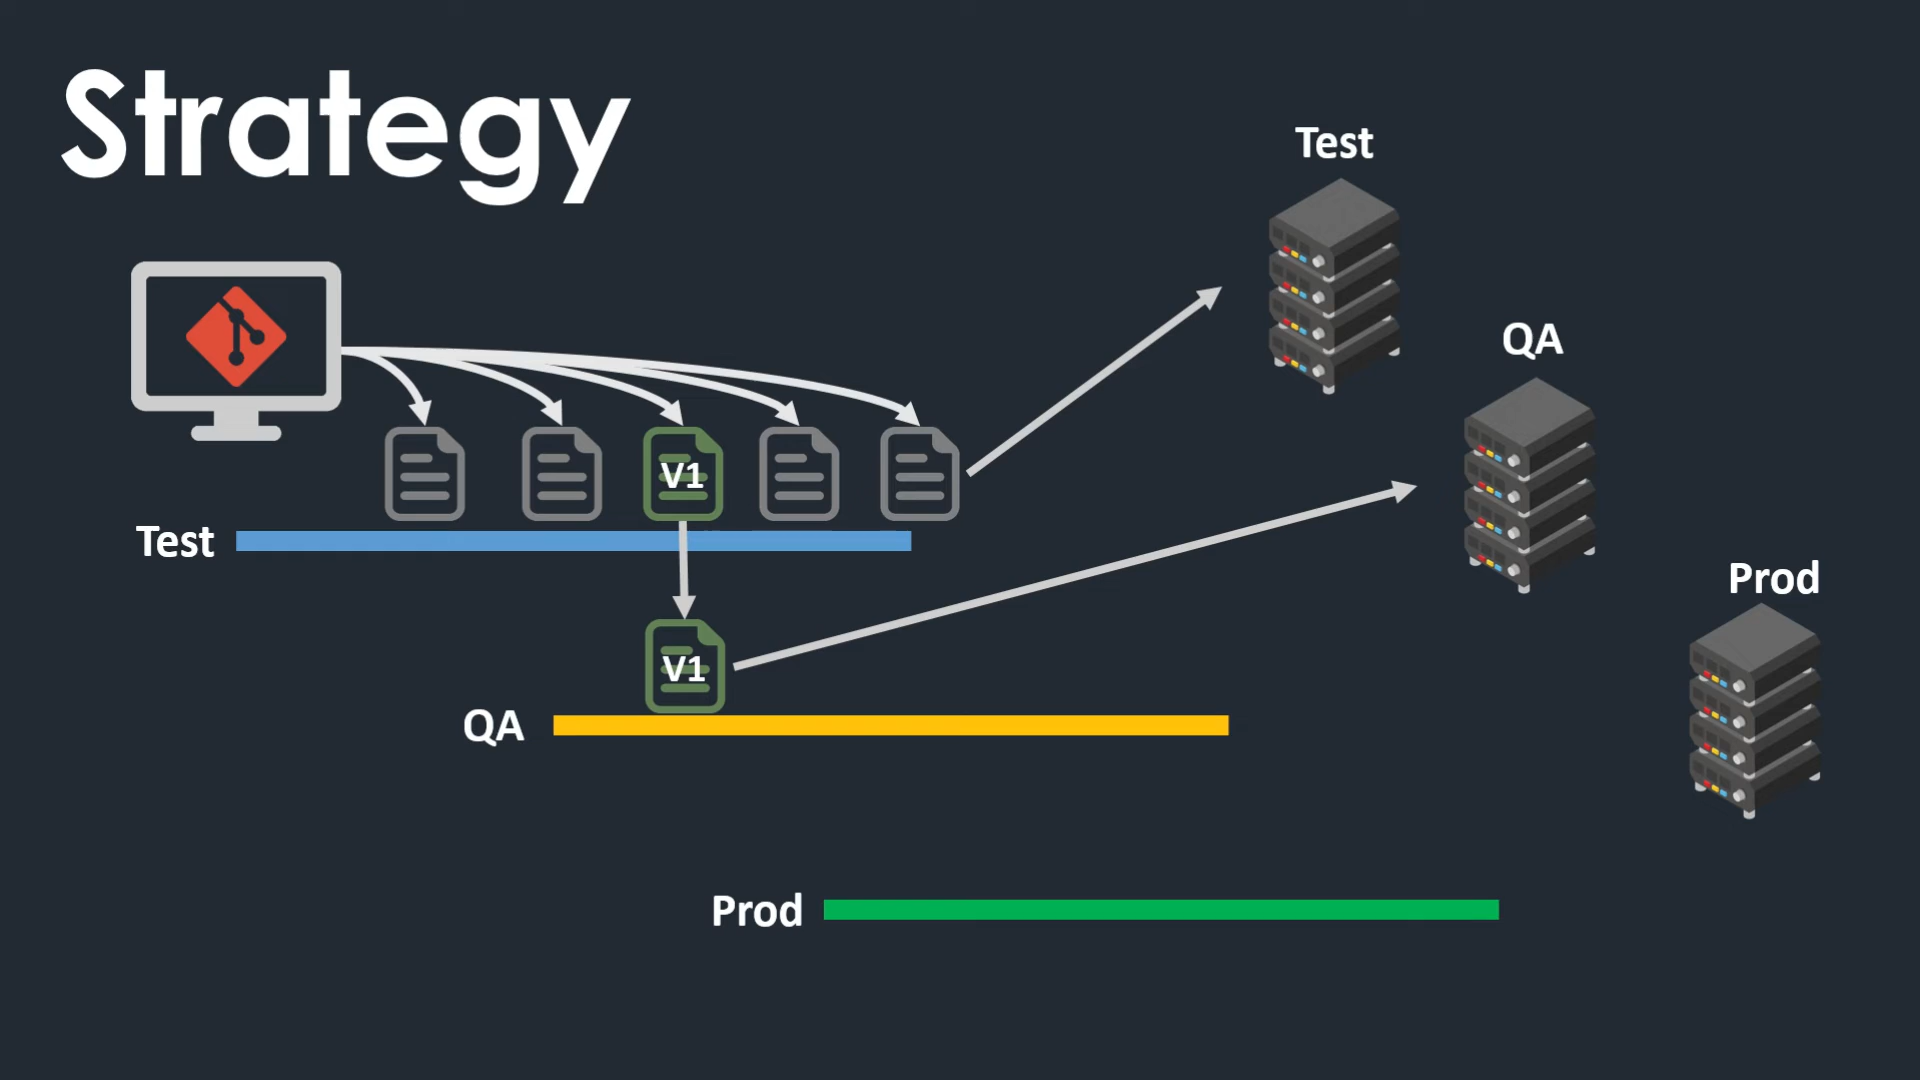 Strategy
Test
QA
V1
Test
Prod
V1
QA
Prod